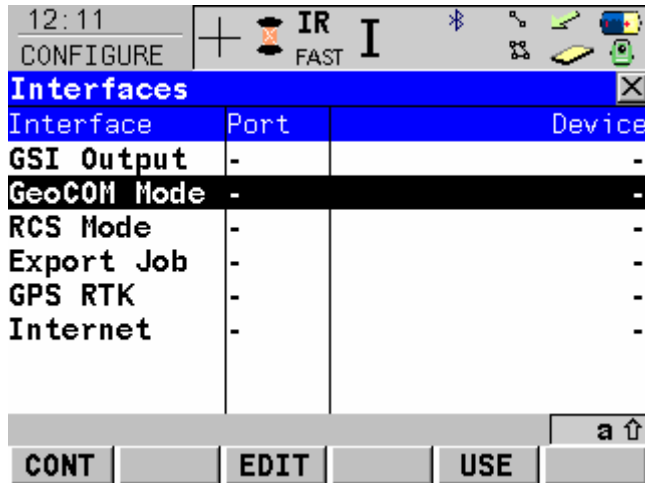 12:11
CONFIGURE
IR
FAST
I
Interfaces
Interface Port Device
GSI Output - -
GeoCOM Mode - -
RCS Mode - -
Export Job - -
GPS RTK - -
Internet - -
a
CONT EDIT USE